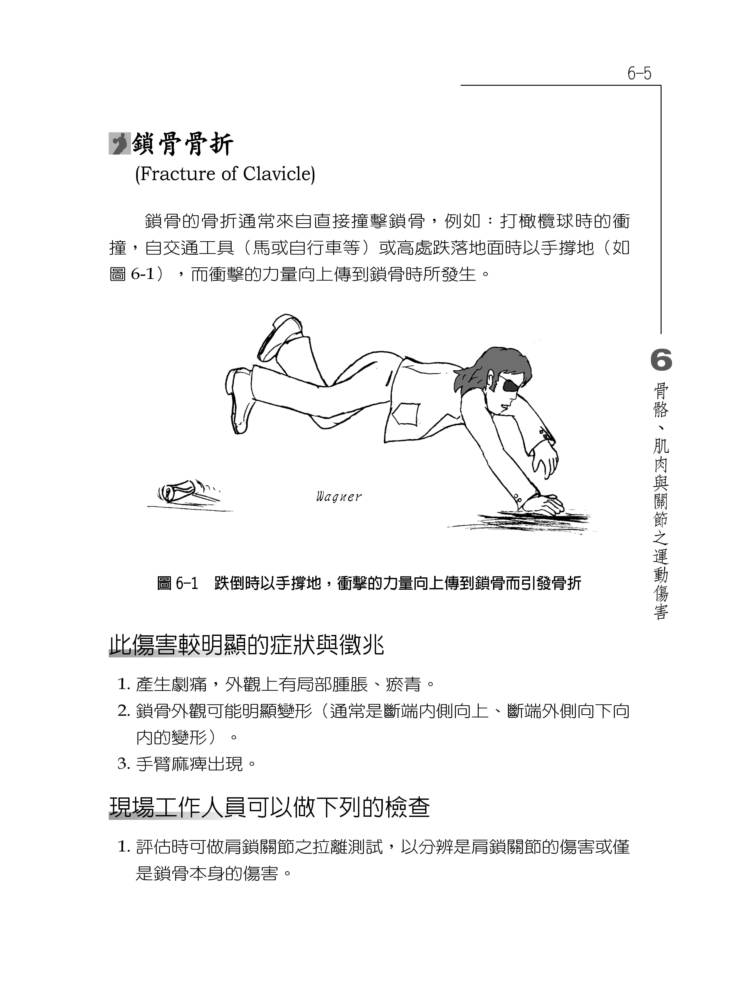 6-5
鎖骨骨折
(Fracture of Clavicle)
鎖骨的骨折通常來自直接撞擊鎖骨，例如：打橄欖球時的衝
撞，自交通工具（馬或自行車等）或高處跌落地面時以手撐地（如
圖 6-1），而衝擊的力量向上傳到鎖骨時所發生。
Wagner
圖 6-1　跌倒時以手撐地，衝擊的力量向上傳到鎖骨而引發骨折
此傷害較明顯的症狀與徵兆
1. 產生劇痛，外觀上有局部腫脹、瘀青。
2. 鎖骨外觀可能明顯變形（通常是斷端內側向上、斷端外側向下向
內的變形）。
3. 手臂麻痺出現。
現場工作人員可以做下列的檢查
1. 評估時可做肩鎖關節之拉離測試，以分辨是肩鎖關節的傷害或僅
是鎖骨本身的傷害。
6
骨骼、肌肉與關節之運動傷害